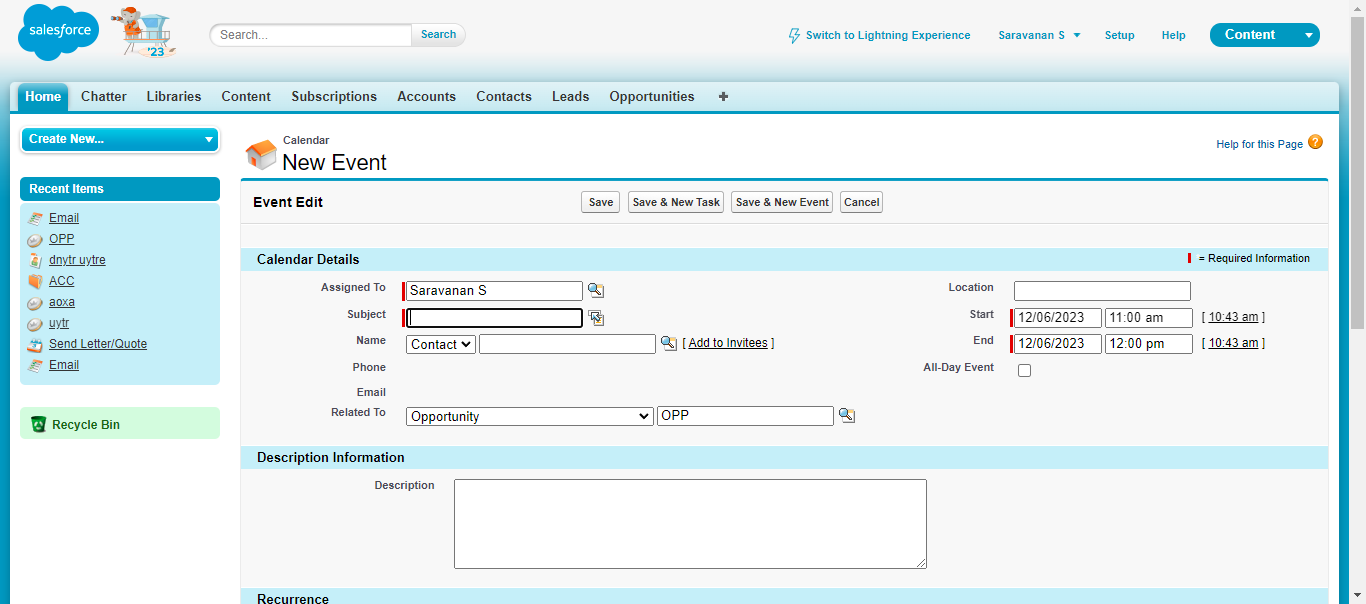 salesforce
'23
Search...
Search
Switch to Lightning Experience
Saravanan S
Setup
Help
Content
Home
Chatter
Libraries
Content
Subscriptions
Accounts
Contacts
Leads
Opportunities
+
Create New...
Recent Items
Email
OPP
dnytr uytre
ACC
aoxa
uytr
Send Letter/Quote
Email
Recycle Bin
Calendar
New Event
Help for this Page ?
Event Edit
Save
Save & New Task
Save & New Event
Cancel
Calendar Details
= Required Information
Assigned To Saravanan S
Location
Subject
Start 12/06/2023 11:00 am [ 10:43 am ]
Name Contact [ Add to Invitees ]
End 12/06/2023 12:00 pm [ 10:43 am ]
Phone
All-Day Event
Email
Related To Opportunity OPP
Description Information
Description
Recurrence